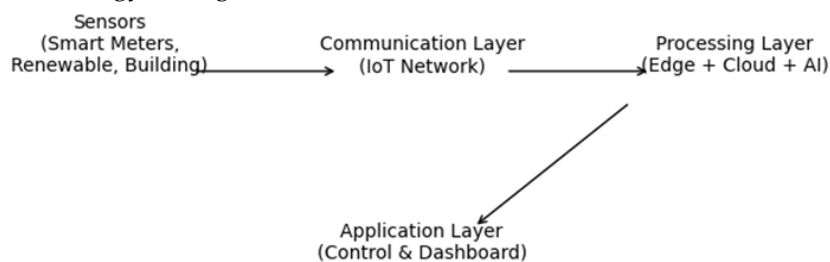 Sensors
(Smart Meters,
Renewable, Building)
Communication Layer
(IoT Network)
Processing Layer
(Edge + Cloud + AI)
Application Layer
(Control & Dashboard)